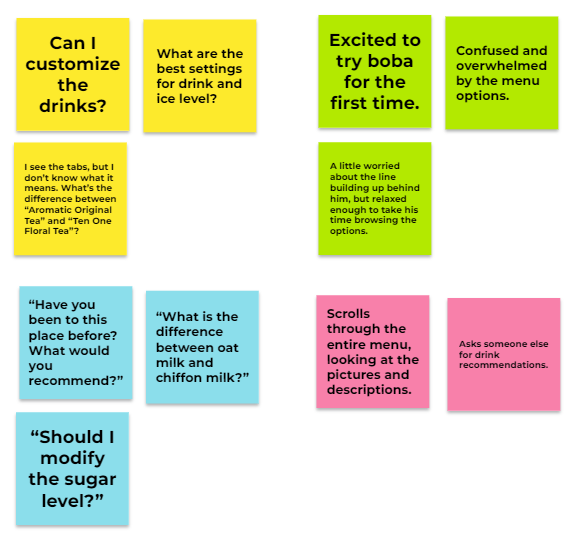 Can I
customize
the
drinks?
What are the
best settings
for drink and
ice level?
I see the tabs, but I
don’t know what it
means. What’s the
difference between
“Aromatic Original
Tea” and “Ten One
Floral Tea”?
Excited to
try boba
for the
first time.
Confused and
overwhelmed
by the menu
options.
A little worried
about the line
building up behind
him, but relaxed
enough to take his
time browsing the
options.
“Have you
been to this
place before?
What would
you
recommend?”
“What is the
difference
between oat
milk and
chiffon milk?”
“Should I
modify
the sugar
level?”
Scrolls
through the
entire menu,
looking at the
pictures and
descriptions.
Asks someone else
for drink
recommendations.